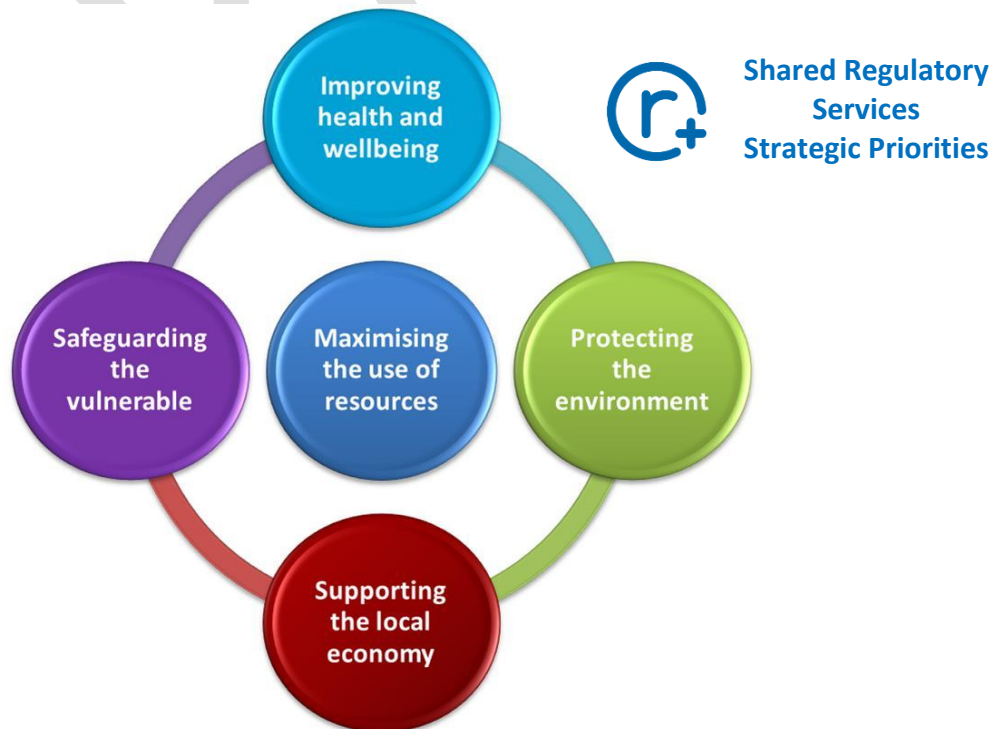 Improving
health and
wellbeing
r+
Shared Regulatory
Services
Strategic Priorities
Safeguarding
the
vulnerable
Maximising
the use of
resources
Protecting
the
environment
Supporting
the local
economy